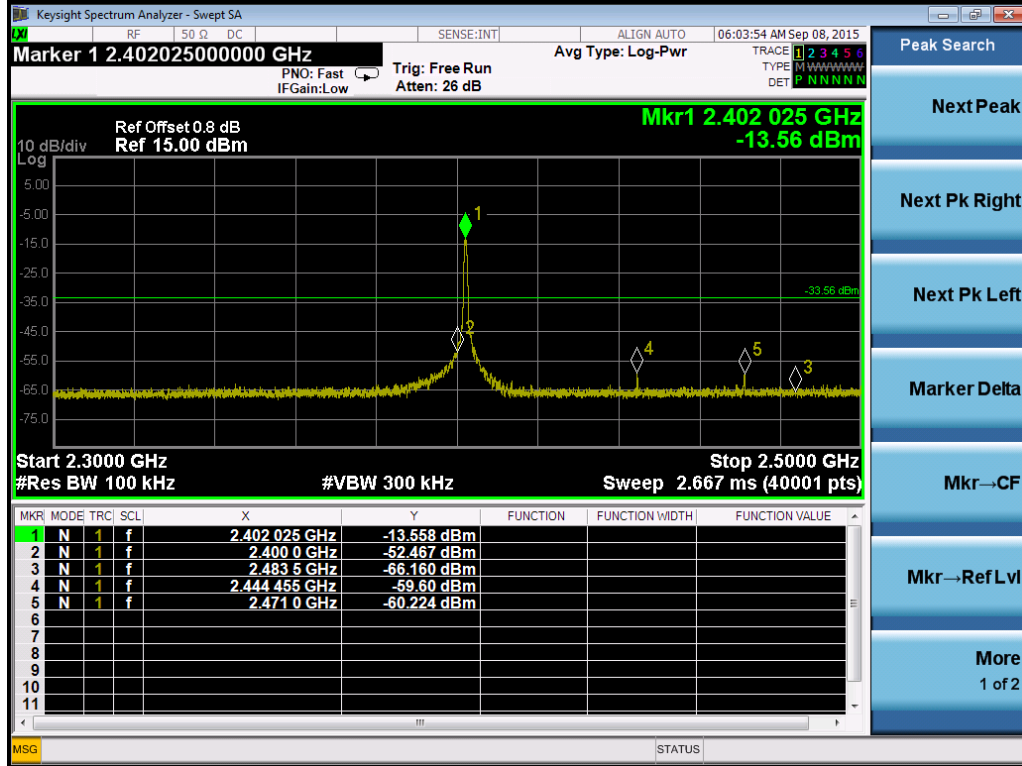 Keysight Spectrum Analyzer - Swept SA
LXI RF 50 Ω DC SENSE:INT ALIGN AUTO 06:03:54 AM Sep 08, 2015
Marker 1 2.402025000000 GHz
PNO: Fast
IFGain:Low
Trig: Free Run
Atten: 26 dB
Avg Type: Log-Pwr
TRACE 1 2 3 4 5 6
TYPE M W W W W W
DET P N N N N N
Mkr1 2.402 025 GHz
-13.56 dBm
Ref Offset 0.8 dB
10 dB/div Ref 15.00 dBm
Log
5.00
-5.00
-15.0
-25.0
-35.0
-45.0
-55.0
-65.0
-75.0
1
2
4
5
3
-33.56 dBm
Start 2.3000 GHz Stop 2.5000 GHz
#Res BW 100 kHz #VBW 300 kHz Sweep 2.667 ms (40001 pts)
MKR MODE TRC SCL X Y FUNCTION FUNCTION WIDTH FUNCTION VALUE
1 N 1 f 2.402 025 GHz -13.558 dBm
2 N 1 f 2.400 0 GHz -52.467 dBm
3 N 1 f 2.483 5 GHz -66.160 dBm
4 N 1 f 2.444 455 GHz -59.60 dBm
5 N 1 f 2.471 0 GHz -60.224 dBm
6
7
8
9
10
11
MSG STATUS
Peak Search
Next Peak
Next Pk Right
Next Pk Left
Marker Delta
Mkr→CF
Mkr→Ref Lvl
More
1 of 2